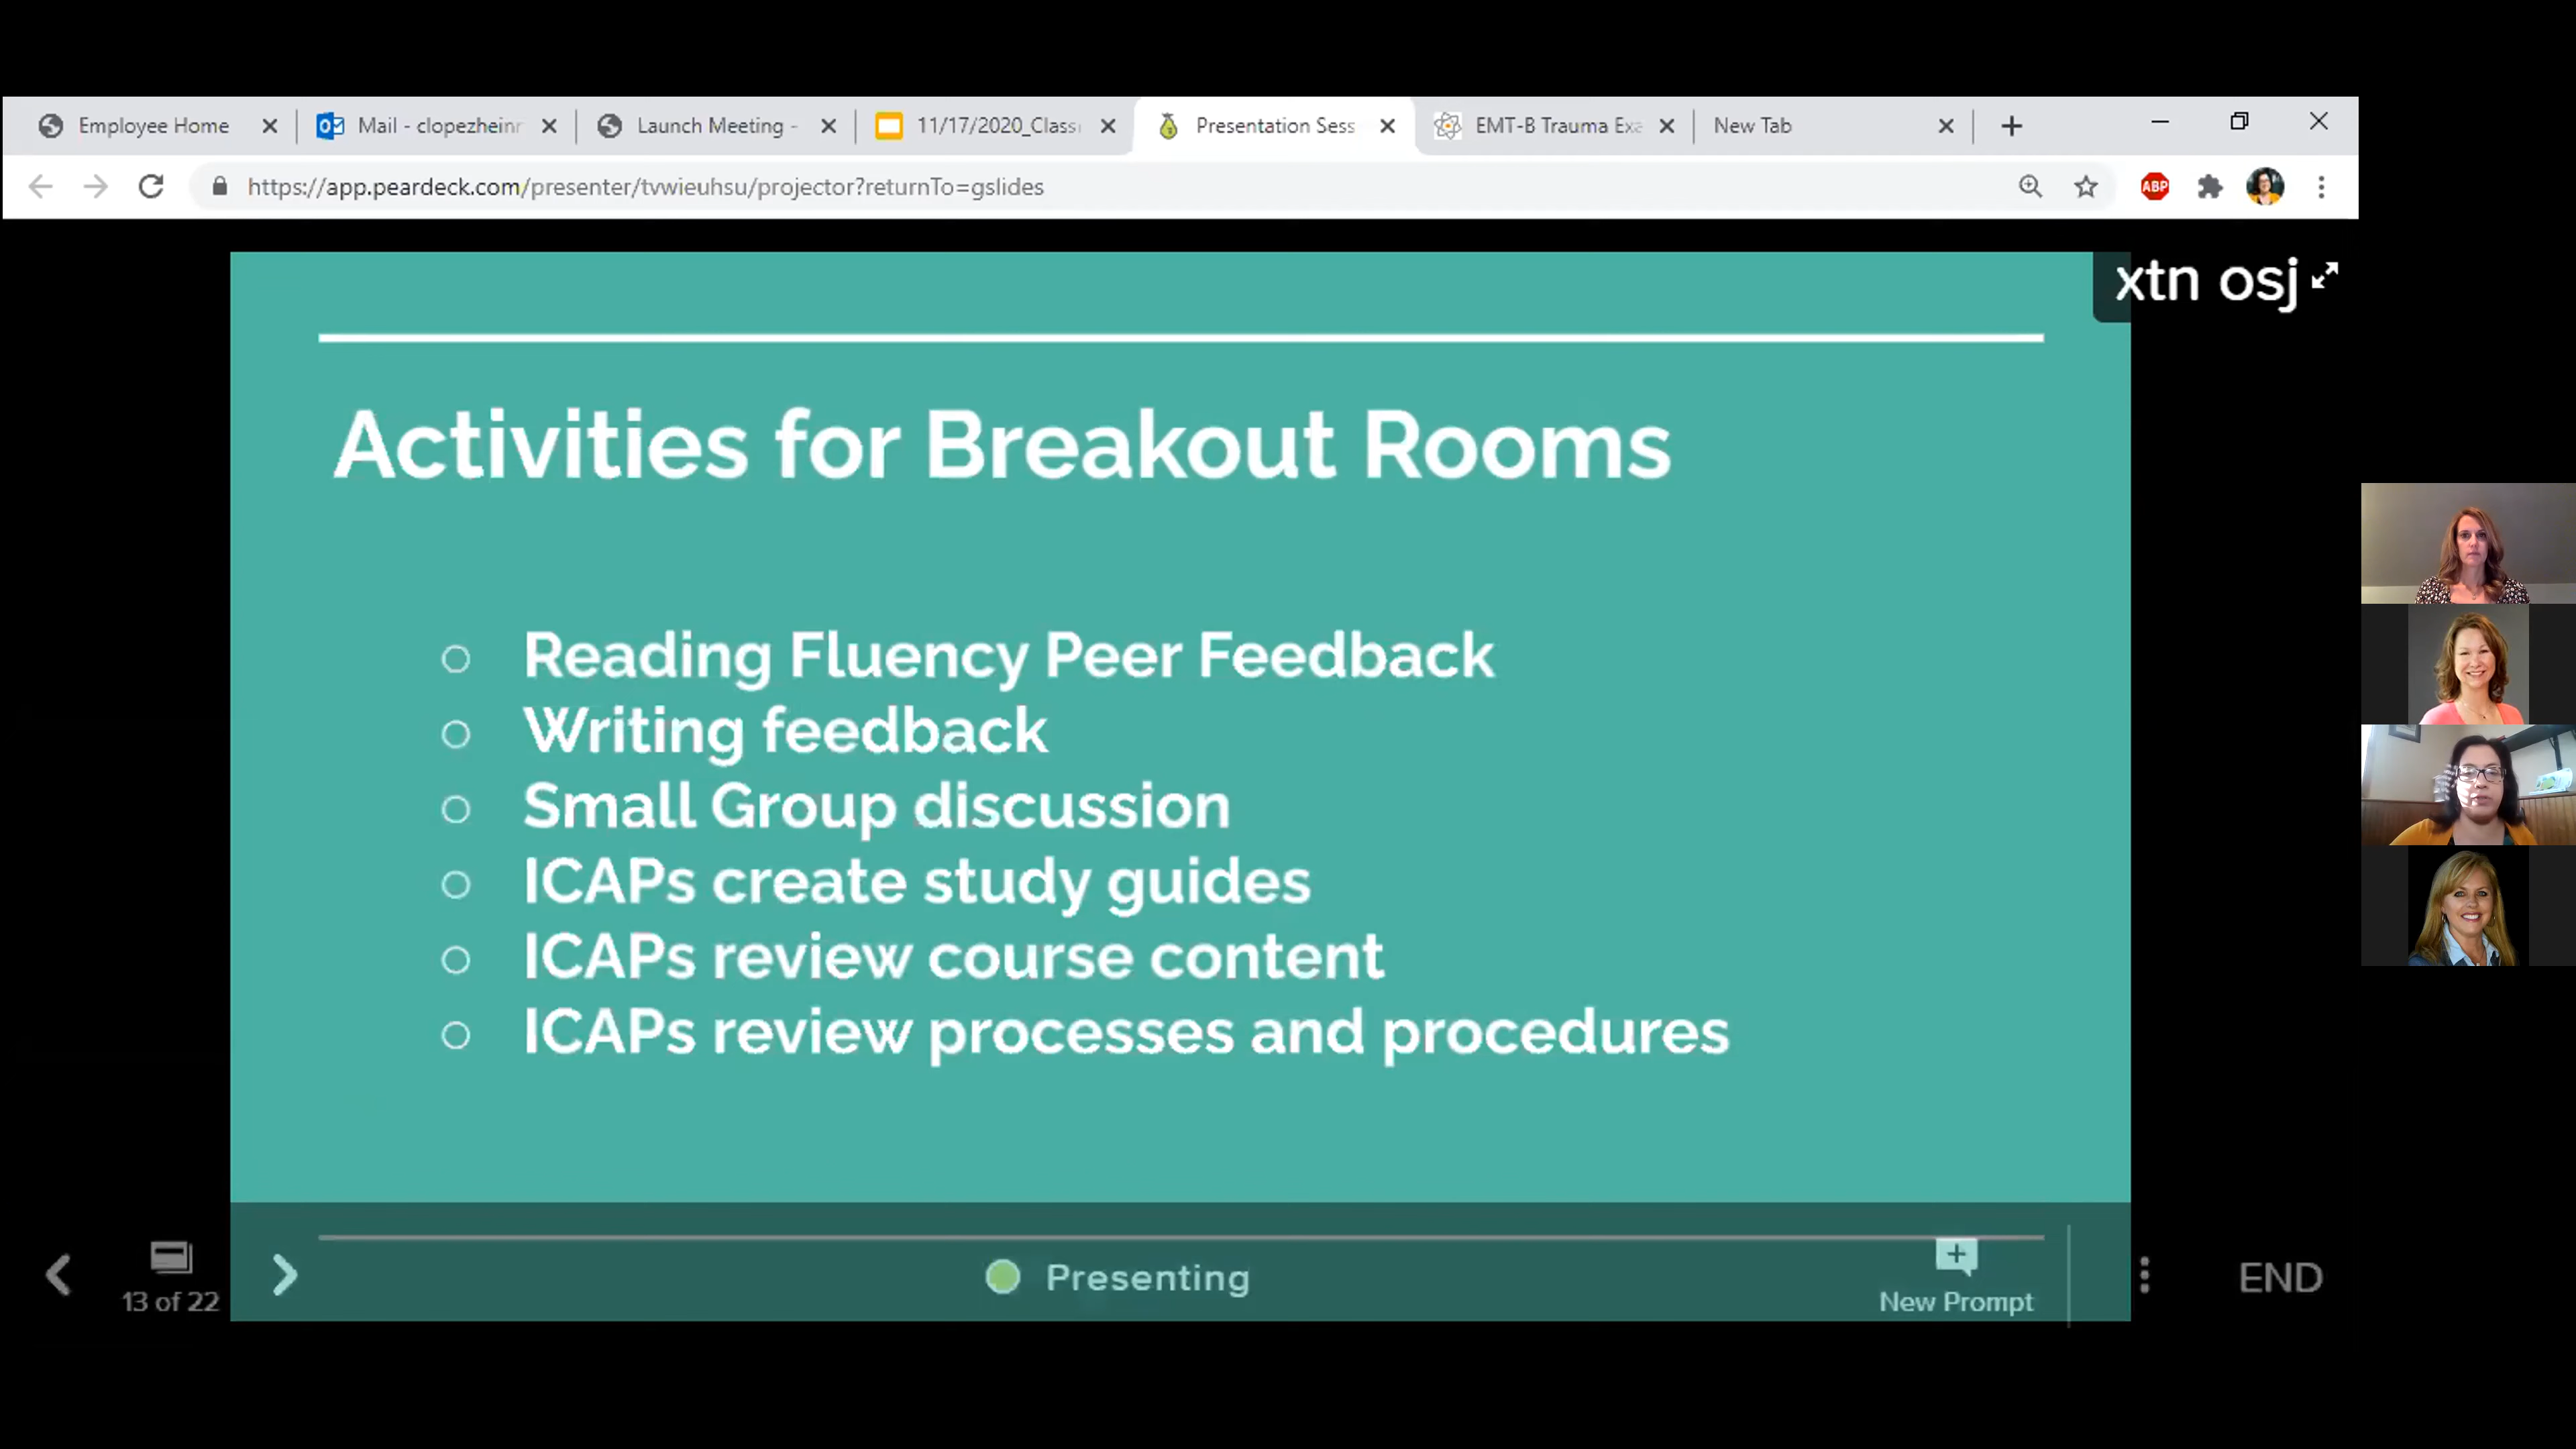 Employee Home
Mail - clopezheinr
Launch Meeting -
11/17/2020_Class
Presentation Sess
EMT-B Trauma Exa
New Tab
https://app.peardeck.com/presenter/tvwieuhsu/projector?returnTo=gslides
ABP
xtn osj
Activities for Breakout Rooms
Reading Fluency Peer Feedback
Writing feedback
Small Group discussion
ICAPs create study guides
ICAPs review course content
ICAPs review processes and procedures
13 of 22
Presenting
New Prompt
END